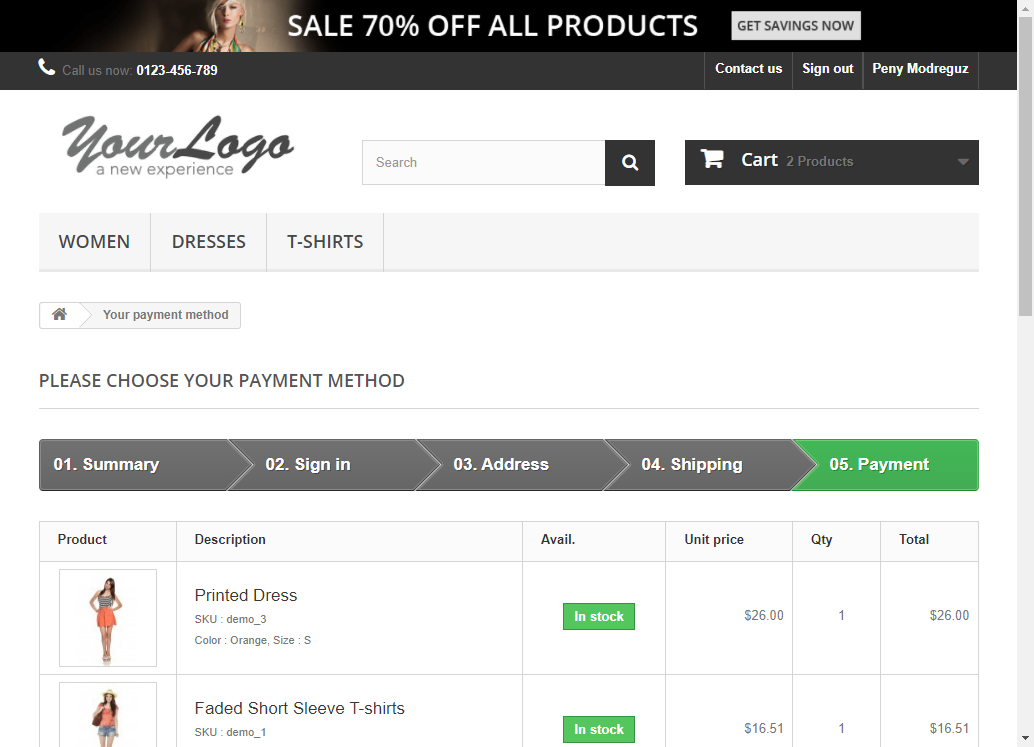 SALE 70% OFF ALL PRODUCTS GET SAVINGS NOW
Call us now: 0123-456-789 Contact us Sign out Peny Modreguz
YourLogo
a new experience
Search
Cart 2 Products
WOMEN DRESSES T-SHIRTS
Your payment method
PLEASE CHOOSE YOUR PAYMENT METHOD
01. Summary 02. Sign in 03. Address 04. Shipping 05. Payment
Product Description Avail. Unit price Qty Total
Printed Dress
SKU : demo_3
Color : Orange, Size : S
In stock $26.00 1 $26.00
Faded Short Sleeve T-shirts
SKU : demo_1
In stock $16.51 1 $16.51